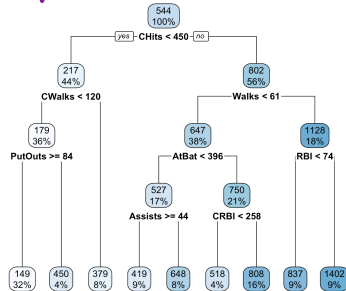 544
100%
yes CHits < 450 no
217 802
44% 56%
CWalks < 120 Walks < 61
179 647 1128
36% 38% 18%
PutOuts >= 84 AtBat < 396 RBI < 74
527 750
17% 21%
Assists >= 44 CRBI < 258
149 450 379 419 648 518 808 837 1402
32% 4% 8% 9% 8% 4% 16% 9% 9%